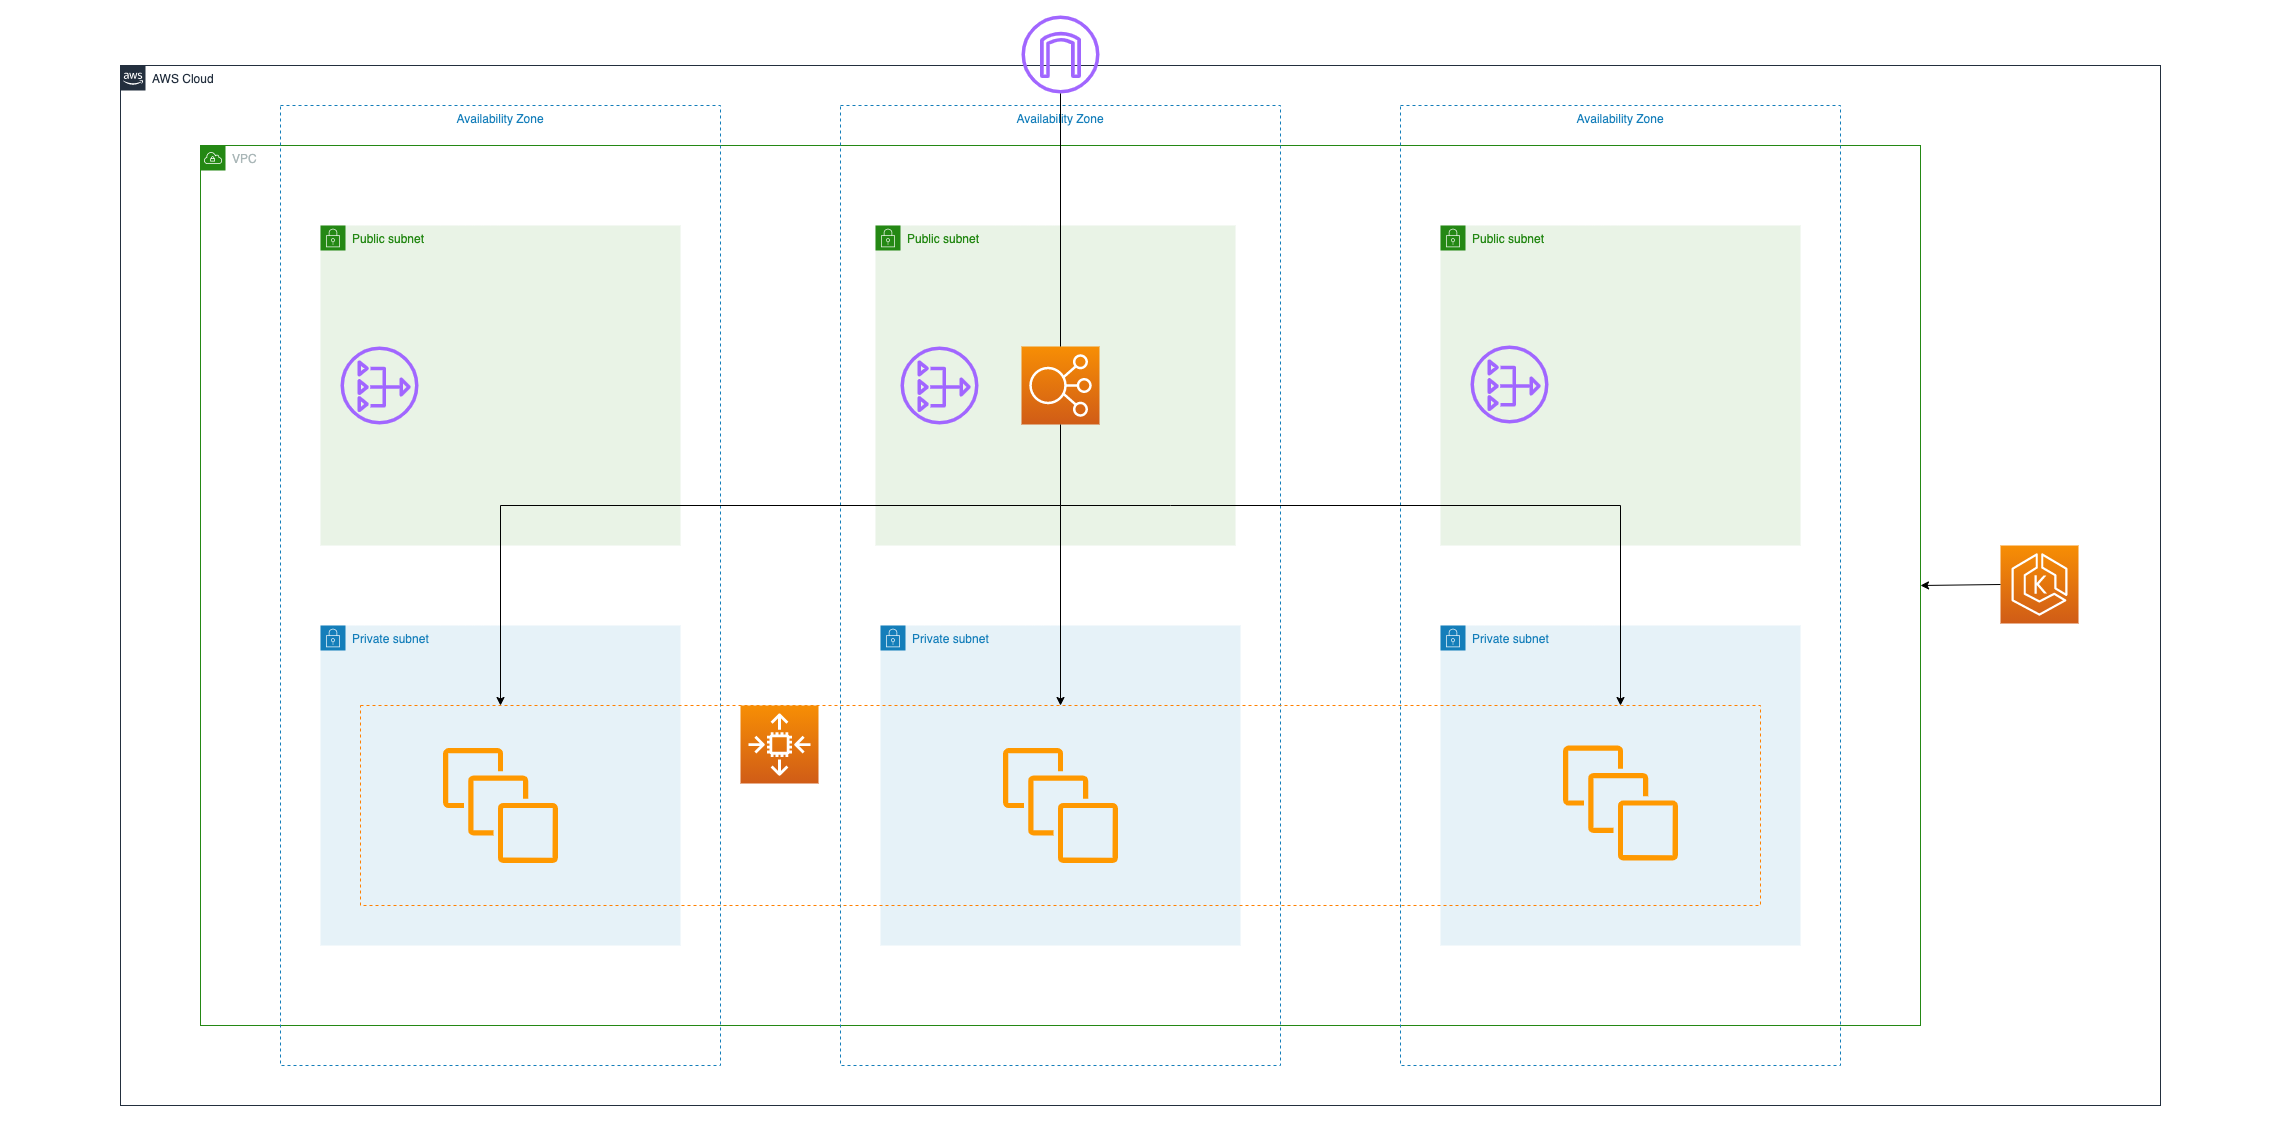 aws
AWS Cloud
Availability Zone
Availability Zone
Availability Zone
VPC
Public subnet
Public subnet
Public subnet
K
Private subnet
Private subnet
Private subnet